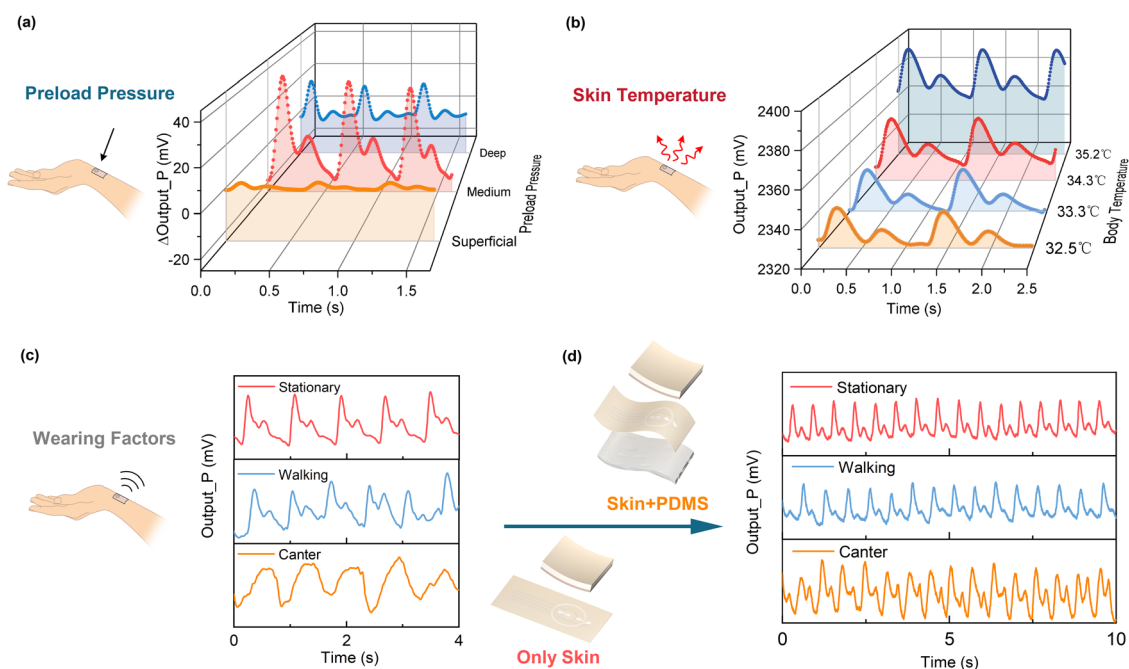 (a)
Preload Pressure
ΔOutput_P (mV)
40
20
0
-20
0.0
0.5
1.0
1.5
Time (s)
Deep
Medium
Superficial
Preload Pressure
(b)
Skin Temperature
Output_P (mV)
2400
2380
2360
2340
2320
0.0
0.5
1.0
1.5
2.0
2.5
Time (s)
35.2℃
34.3℃
33.3℃
32.5℃
Body Temperature
(c)
Wearing Factors
Output_P (mV)
Stationary
Walking
Canter
0
2
4
Time (s)
(d)
Skin+PDMS
Only Skin
Output_P (mV)
Stationary
Walking
Canter
0
5
10
Time (s)